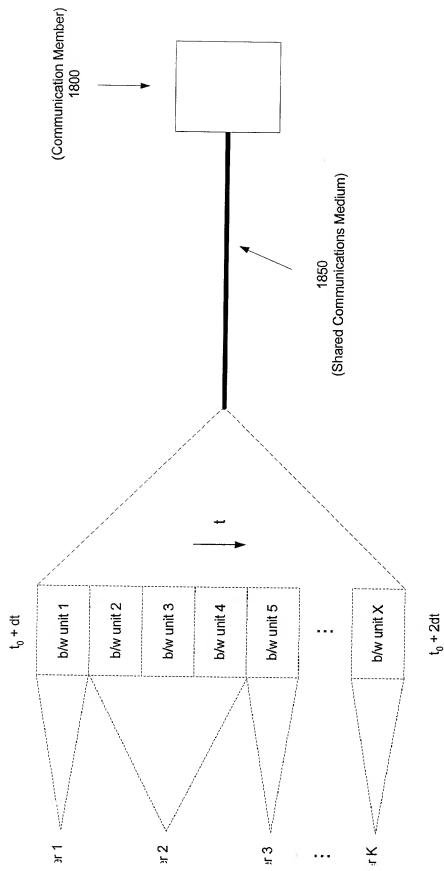 (Communication Member)
1800
1850
(Shared Communications Medium)
t
t₀ + dt
b/w unit 1
b/w unit 2
b/w unit 3
b/w unit 4
b/w unit 5
⋮
b/w unit X
t₀ + 2dt
er 1
er 2
er 3
⋮
er K